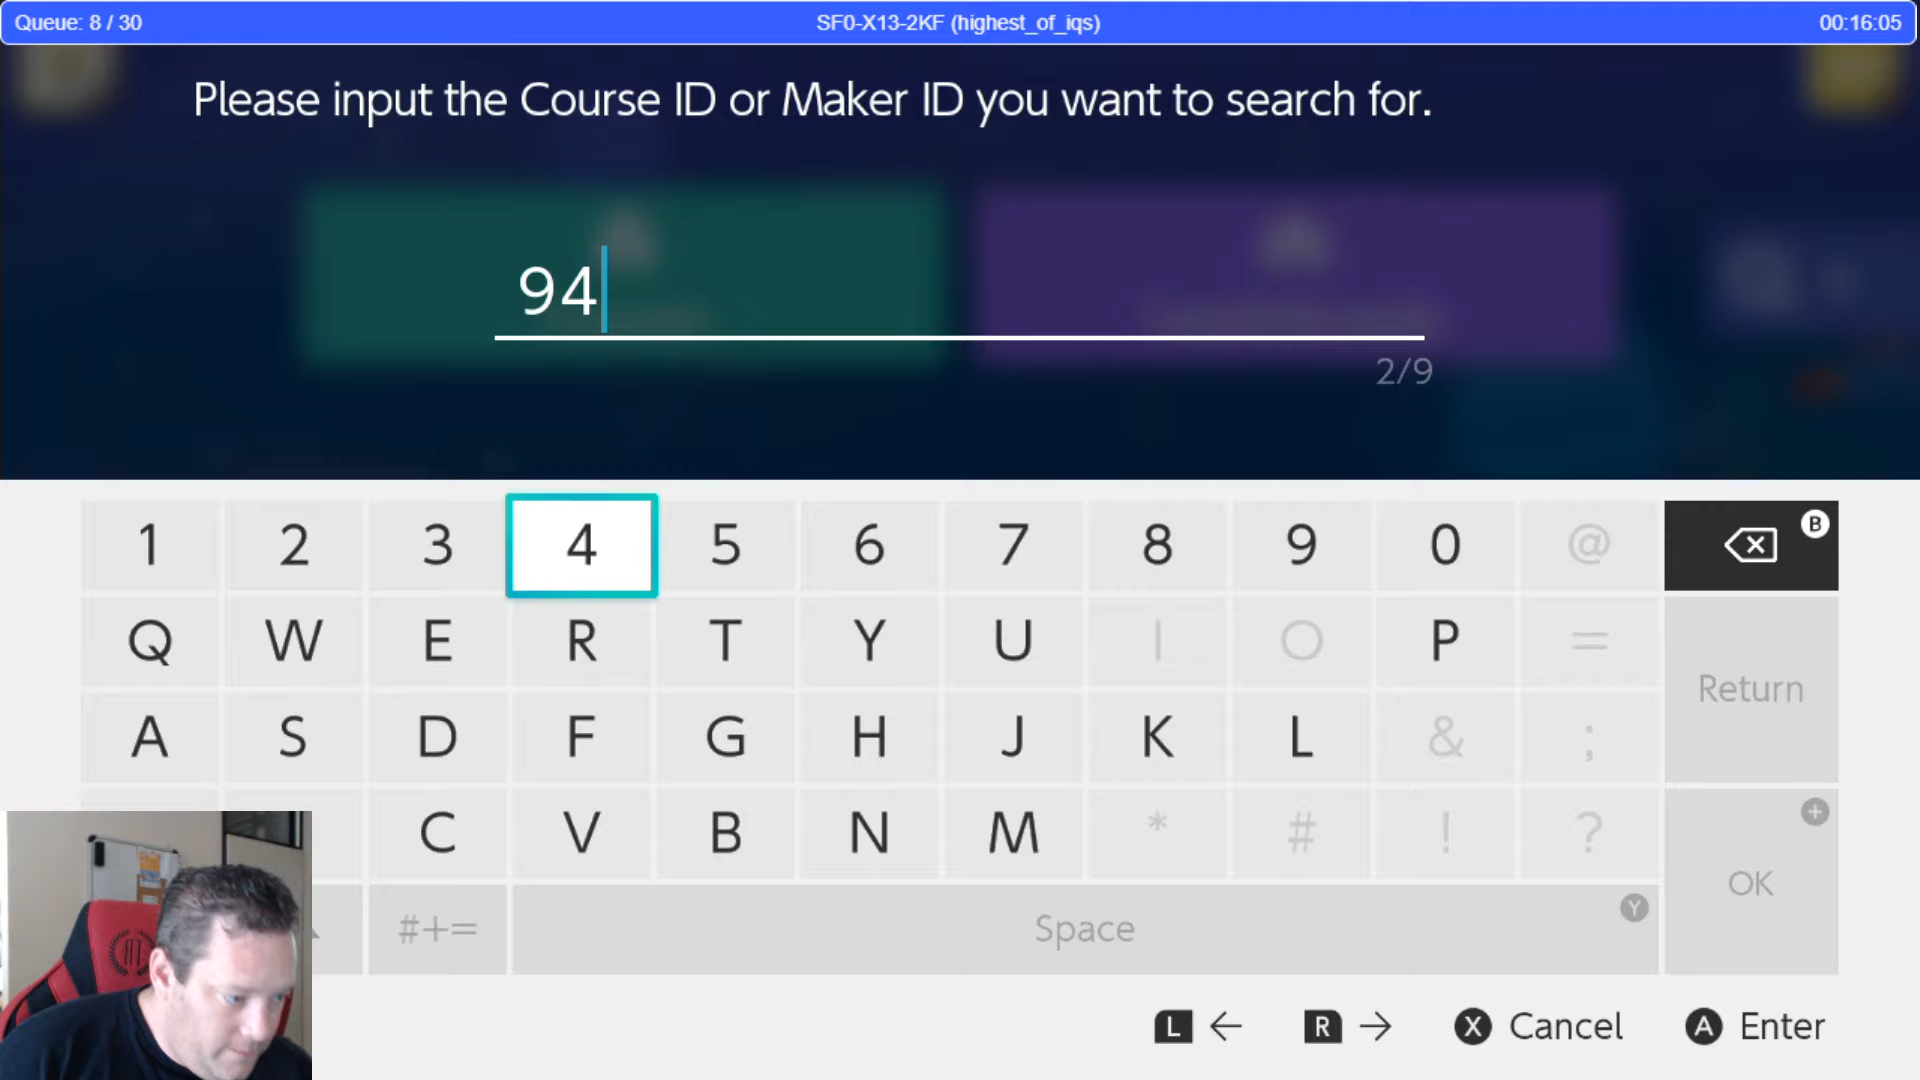 Queue: 8 / 30 SF0-X13-2KF (highest_of_iqs) 00:16:05
Please input the Course ID or Maker ID you want to search for.
94
2/9
1 2 3 4 5 6 7 8 9 0 @ B
Q W E R T Y U I O P =
Return
A S D F G H J K L & ;
C V B N M * # ! ? +
OK
#+= Space Y
L ← R → X Cancel A Enter